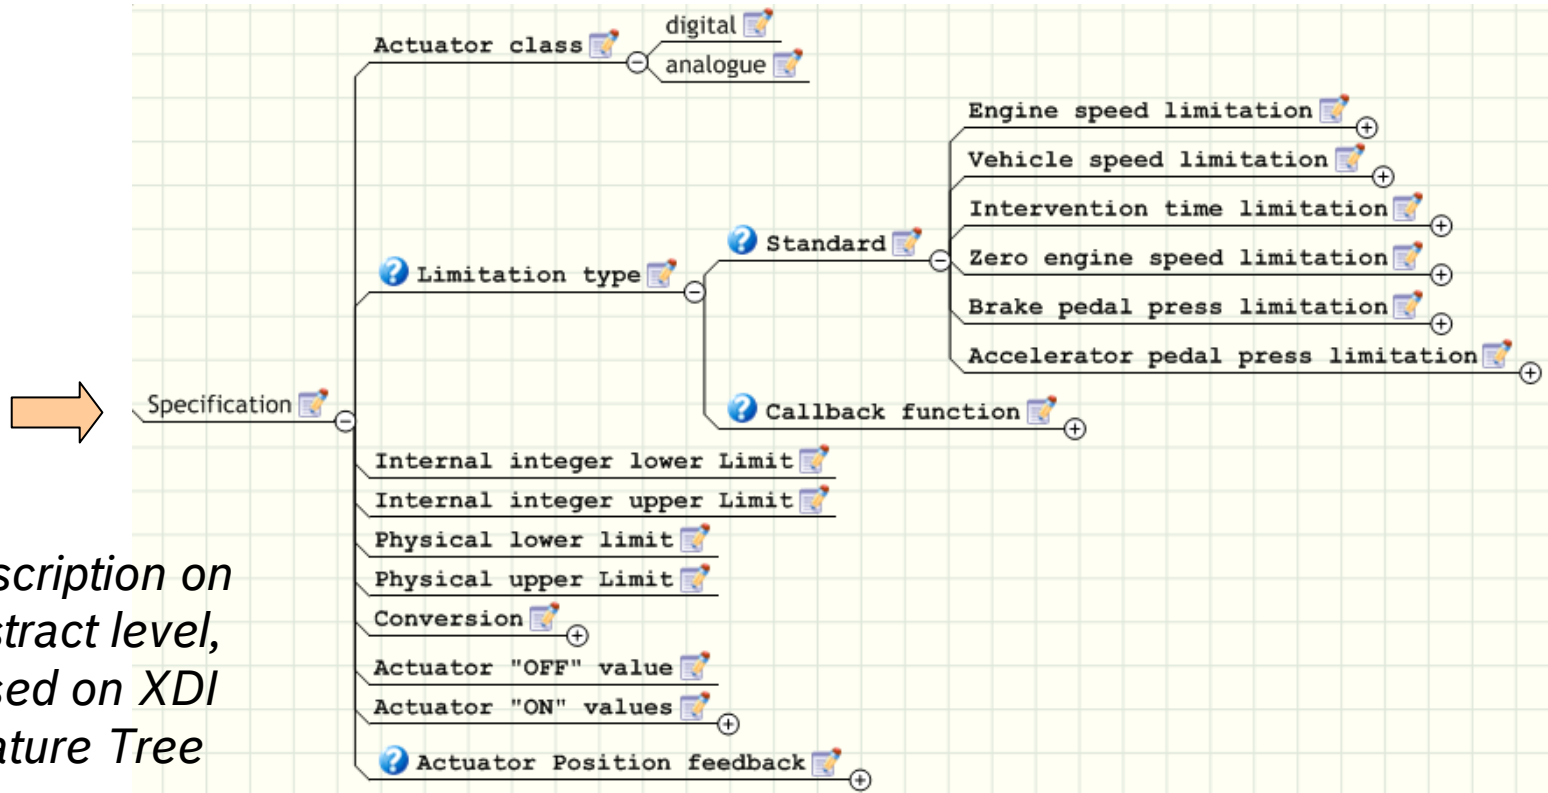 Actuator class
digital
analogue
Engine speed limitation
Vehicle speed limitation
Intervention time limitation
Standard
Zero engine speed limitation
Limitation type
Brake pedal press limitation
Accelerator pedal press limitation
Specification
Callback function
Internal integer lower Limit
Internal integer upper Limit
Physical lower limit
Physical upper Limit
Conversion
Actuator "OFF" value
Actuator "ON" values
Actuator Position feedback
scription on
stract level,
sed on XDI
ature Tree